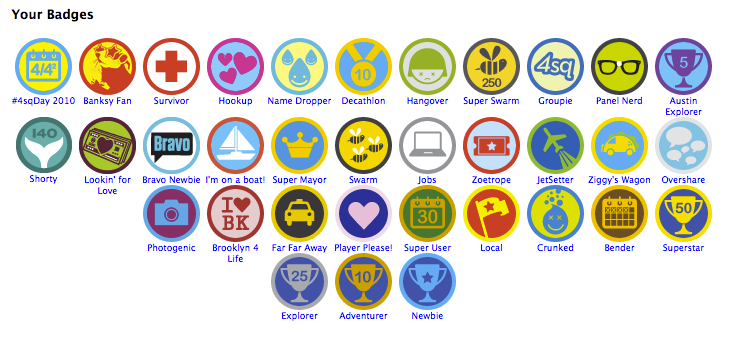 Your Badges
4/4²
10
250
4sq
5
#4sqDay 2010
Banksy Fan
Survivor
Hookup
Name Dropper
Decathlon
Hangover
Super Swarm
Groupie
Panel Nerd
Austin
Explorer
140
Bravo
Shorty
Lookin' for
Love
Bravo Newbie
I'm on a boat!
Super Mayor
Swarm
Jobs
Zoetrope
JetSetter
Ziggy's Wagon
Overshare
I ♥
BK
30
50
Photogenic
Brooklyn 4
Life
Far Far Away
Player Please!
Super User
Local
Crunked
Bender
Superstar
25
10
Explorer
Adventurer
Newbie